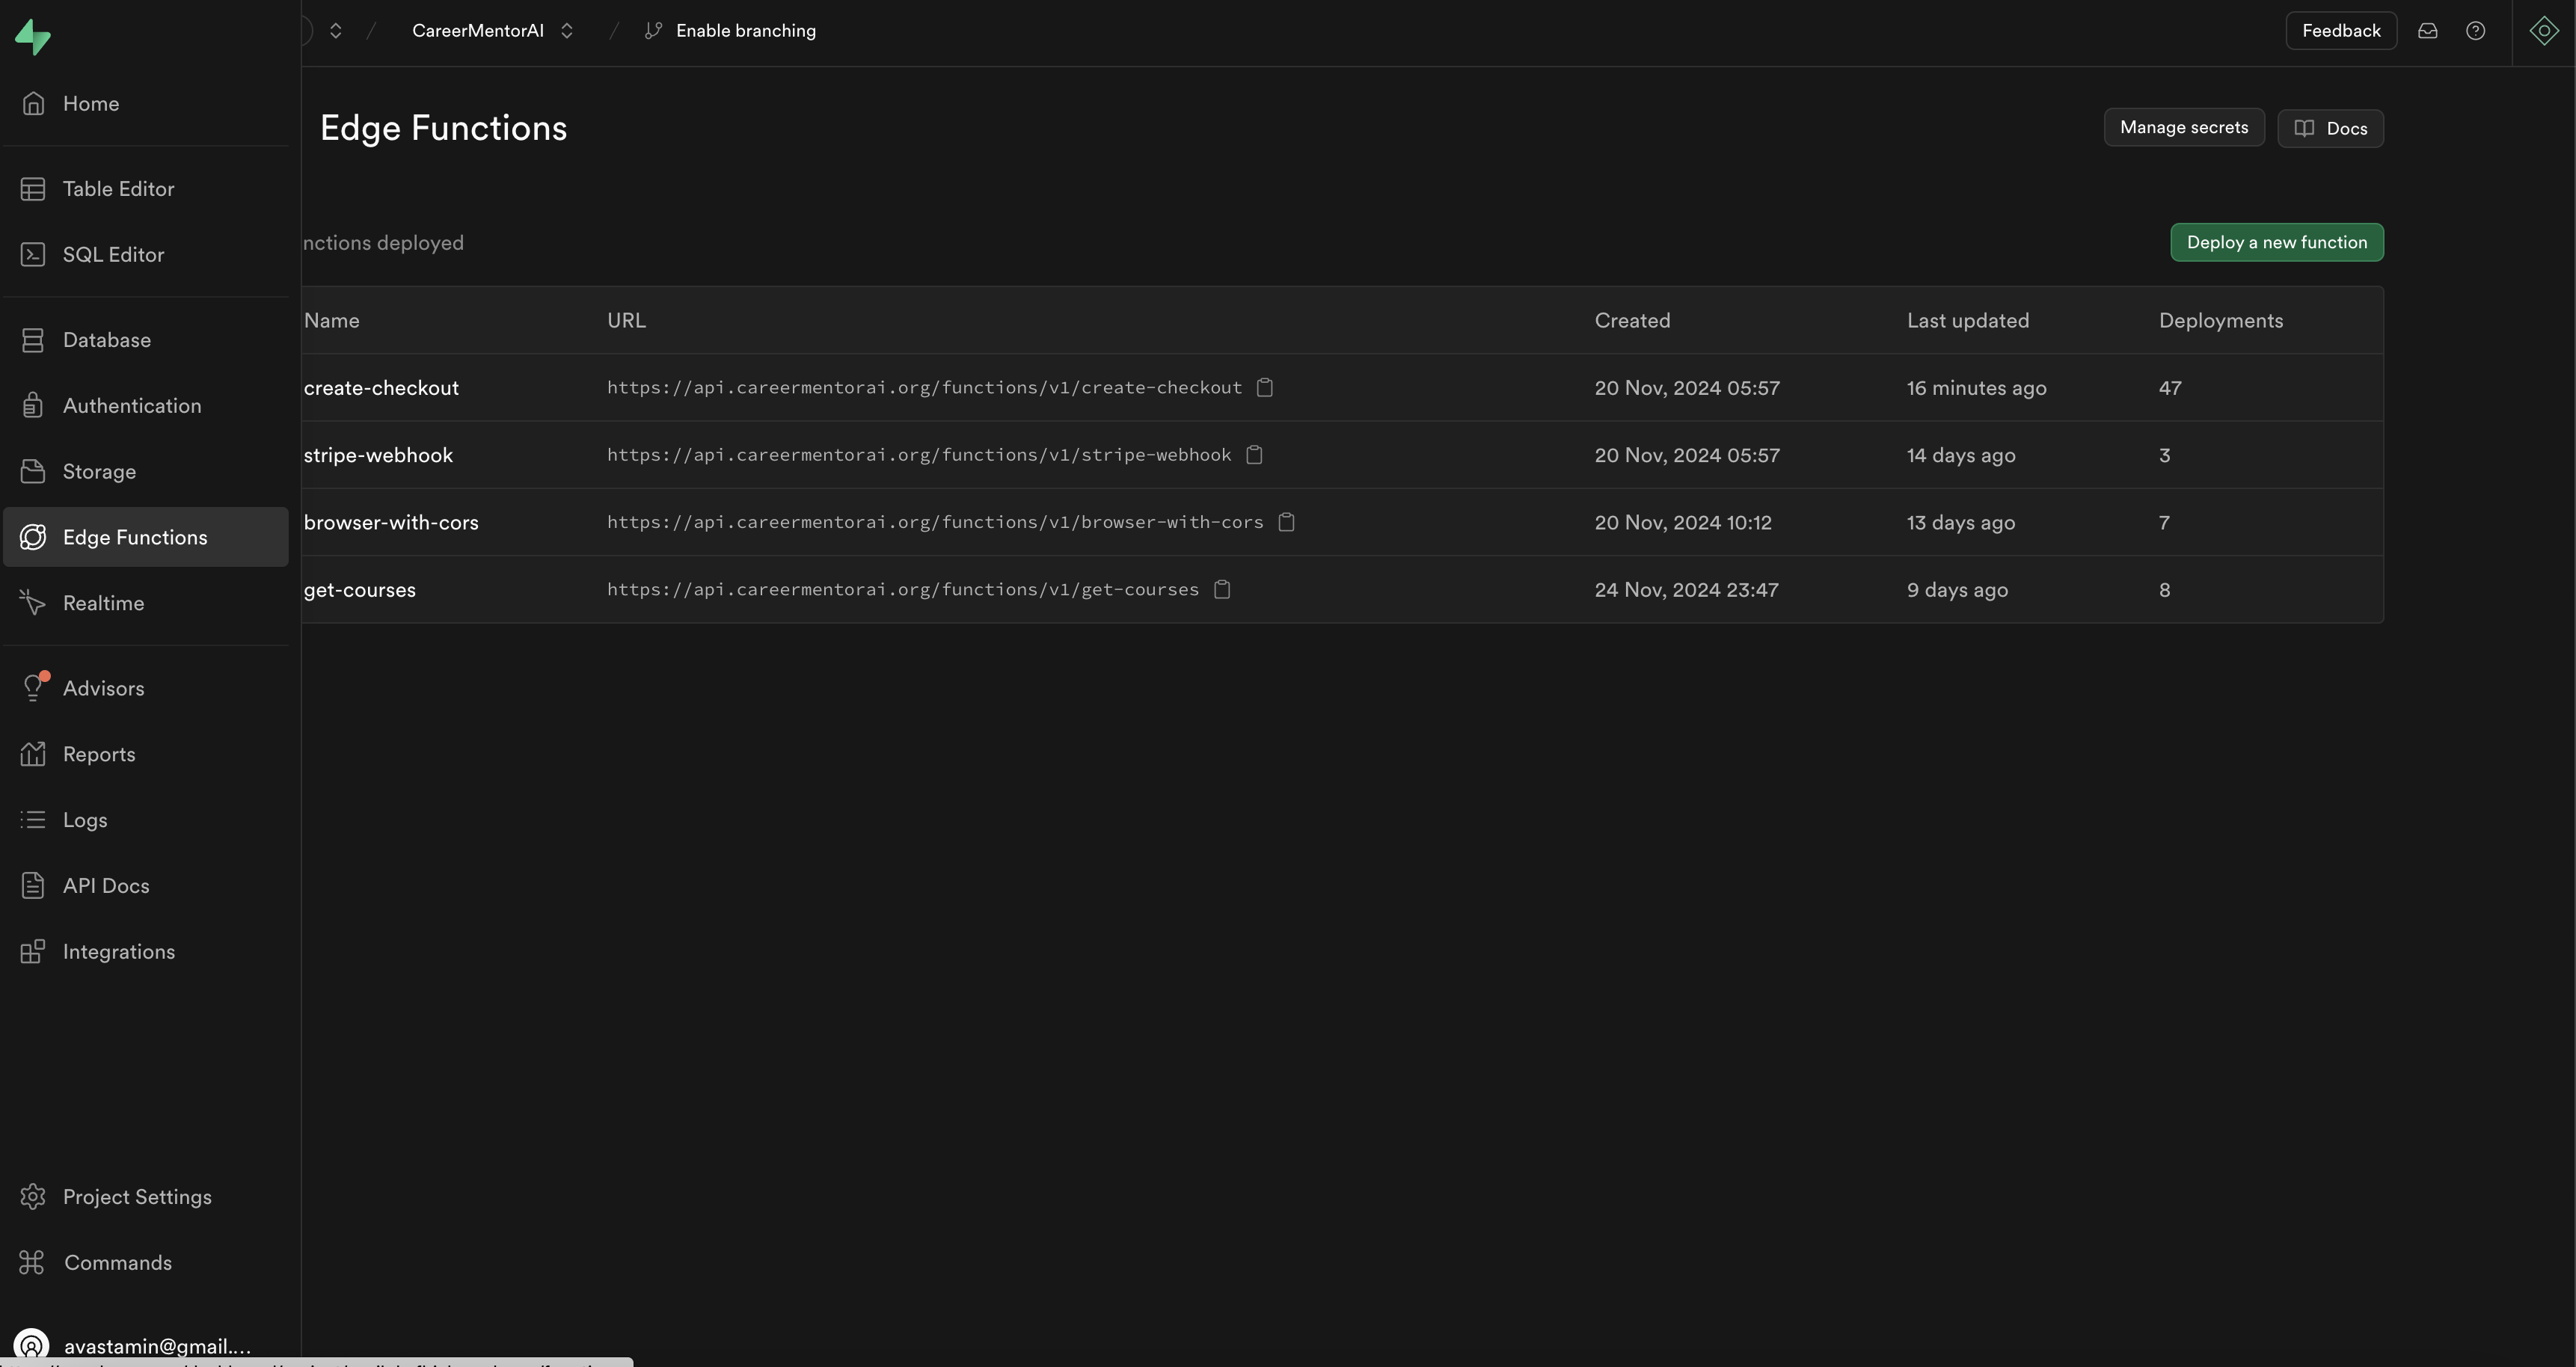 CareerMentorAI
Enable branching
Feedback
Home
Edge Functions
Manage secrets
Docs
Table Editor
SQL Editor
nctions deployed
Deploy a new function
Name URL Created Last updated Deployments
create-checkout https://api.careermentorai.org/functions/v1/create-checkout 20 Nov, 2024 05:57 16 minutes ago 47
stripe-webhook https://api.careermentorai.org/functions/v1/stripe-webhook 20 Nov, 2024 05:57 14 days ago 3
browser-with-cors https://api.careermentorai.org/functions/v1/browser-with-cors 20 Nov, 2024 10:12 13 days ago 7
get-courses https://api.careermentorai.org/functions/v1/get-courses 24 Nov, 2024 23:47 9 days ago 8
Database
Authentication
Storage
Edge Functions
Realtime
Advisors
Reports
Logs
API Docs
Integrations
Project Settings
Commands
avastamin@gmail....